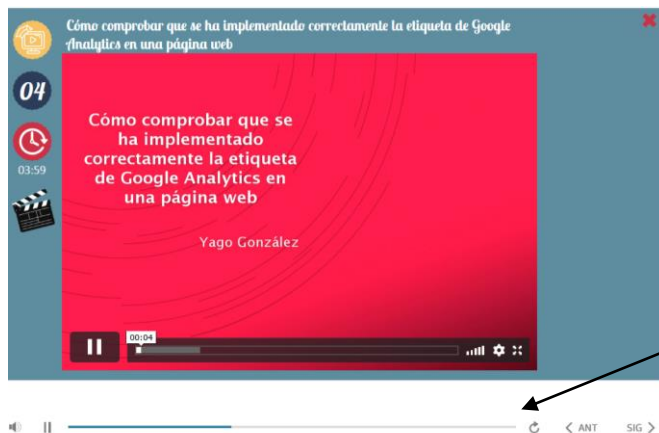 Cómo comprobar que se ha implementado correctamente la etiqueta de Google
Analytics en una página web
04
03:59
Cómo comprobar que se
ha implementado
correctamente la etiqueta
de Google Analytics en
una página web
Yago González
00:04
ANT
SIG